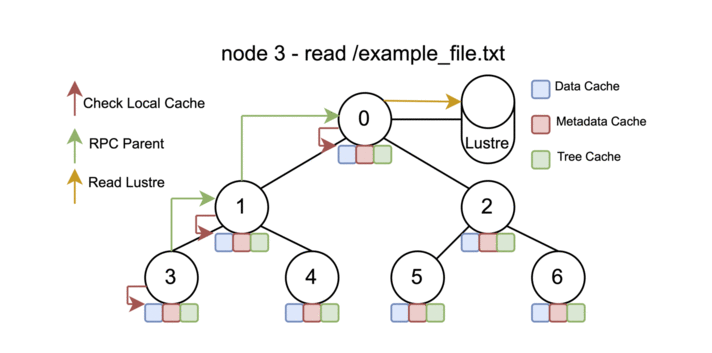 node 3 - read /example_file.txt
Check Local Cache
RPC Parent
Read Lustre
0
Lustre
Data Cache
Metadata Cache
Tree Cache
1
2
3
4
5
6